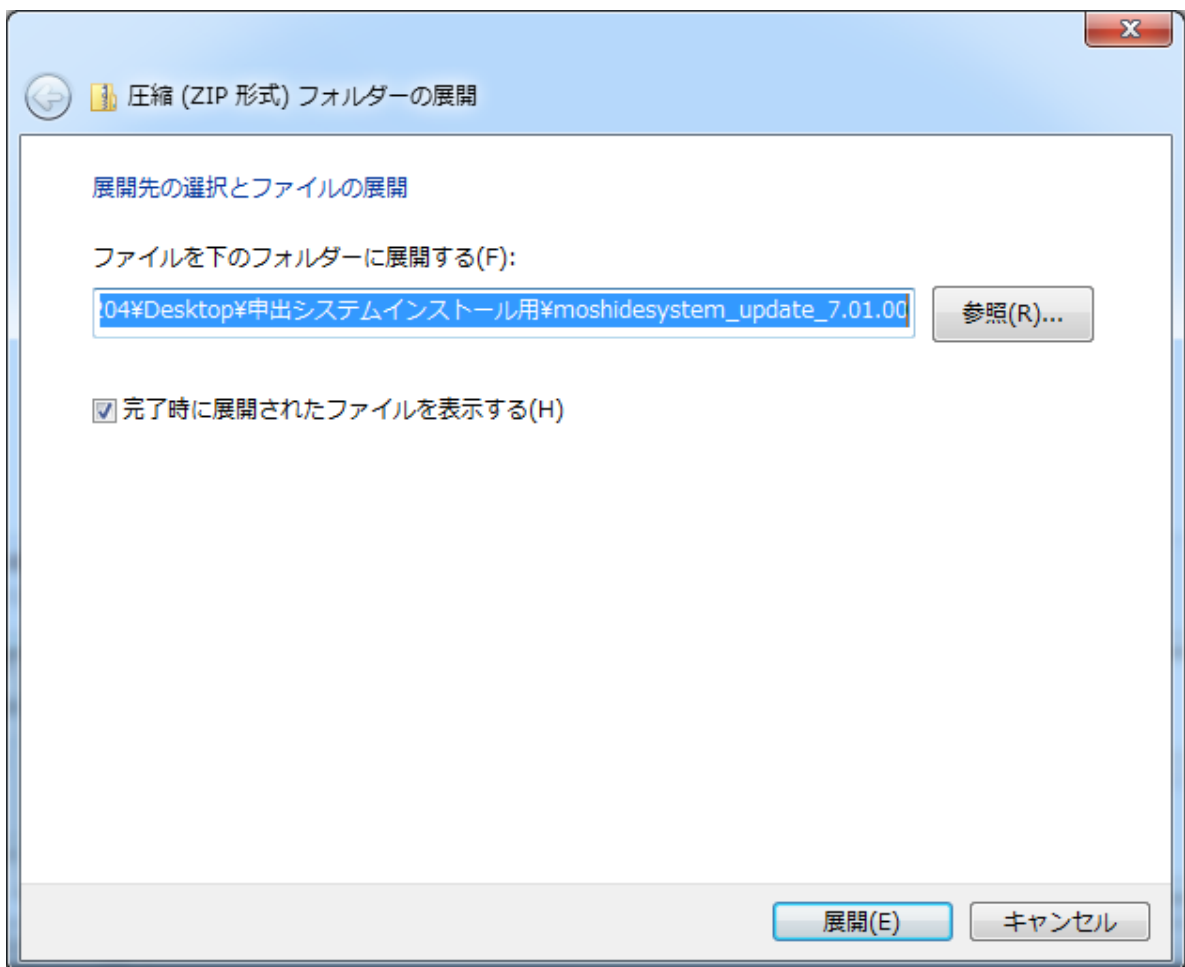 圧縮 (ZIP 形式) フォルダーの展開
展開先の選択とファイルの展開
ファイルを下のフォルダーに展開する(F):
04¥Desktop¥申出システムインストール用¥moshidesystem_update_7.01.00
参照(R)...
完了時に展開されたファイルを表示する(H)
展開(E)
キャンセル